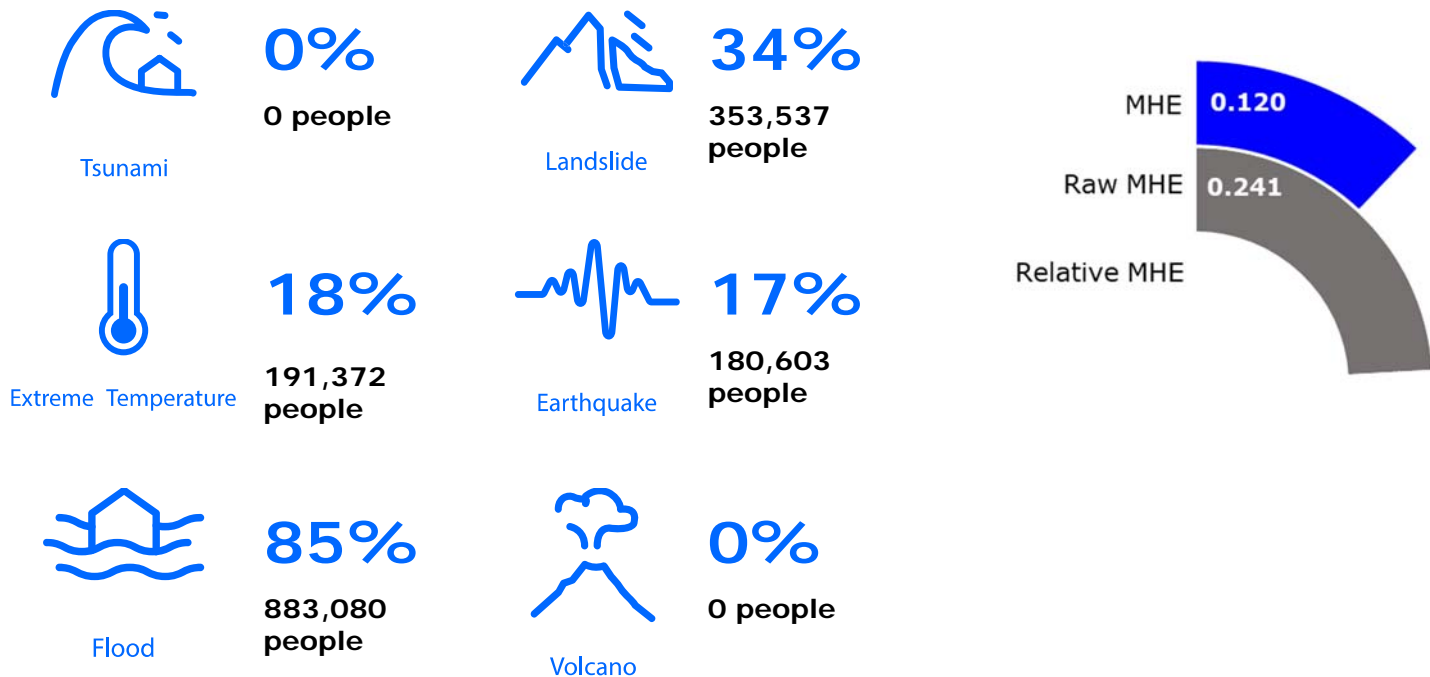 0%
0 people
Tsunami
34%
353,537
people
Landslide
18%
191,372
people
Extreme Temperature
17%
180,603
people
Earthquake
85%
883,080
people
Flood
0%
0 people
Volcano
MHE 0.120
Raw MHE 0.241
Relative MHE